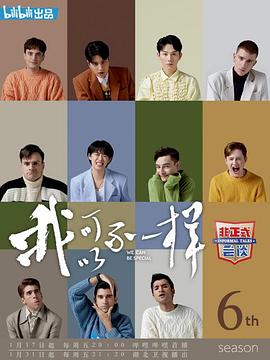 bilibili出品
我可以不一样
WE CAN
BE SPECIAL
非正式
INFORMAL TALKS
会谈
6th
season
1月17日起 每周五20:00 哔哩哔哩首播
1月31日起 每周五21:20 湖北卫视播出